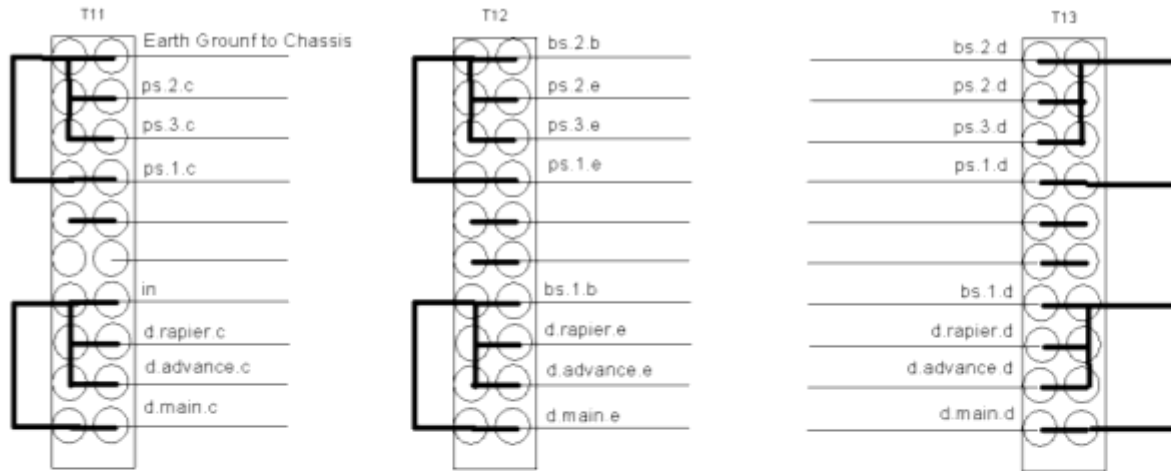 T11
Earth Grounf to Chassis
ps.2.c
ps.3.c
ps.1.c
in
d.rapier.c
d.advance.c
d.main.c
T12
bs.2.b
ps.2.e
ps.3.e
ps.1.e
bs.1.b
d.rapier.e
d.advance.e
d.main.e
T13
bs.2.d
ps.2.d
ps.3.d
ps.1.d
bs.1.d
d.rapier.d
d.advance.d
d.main.d